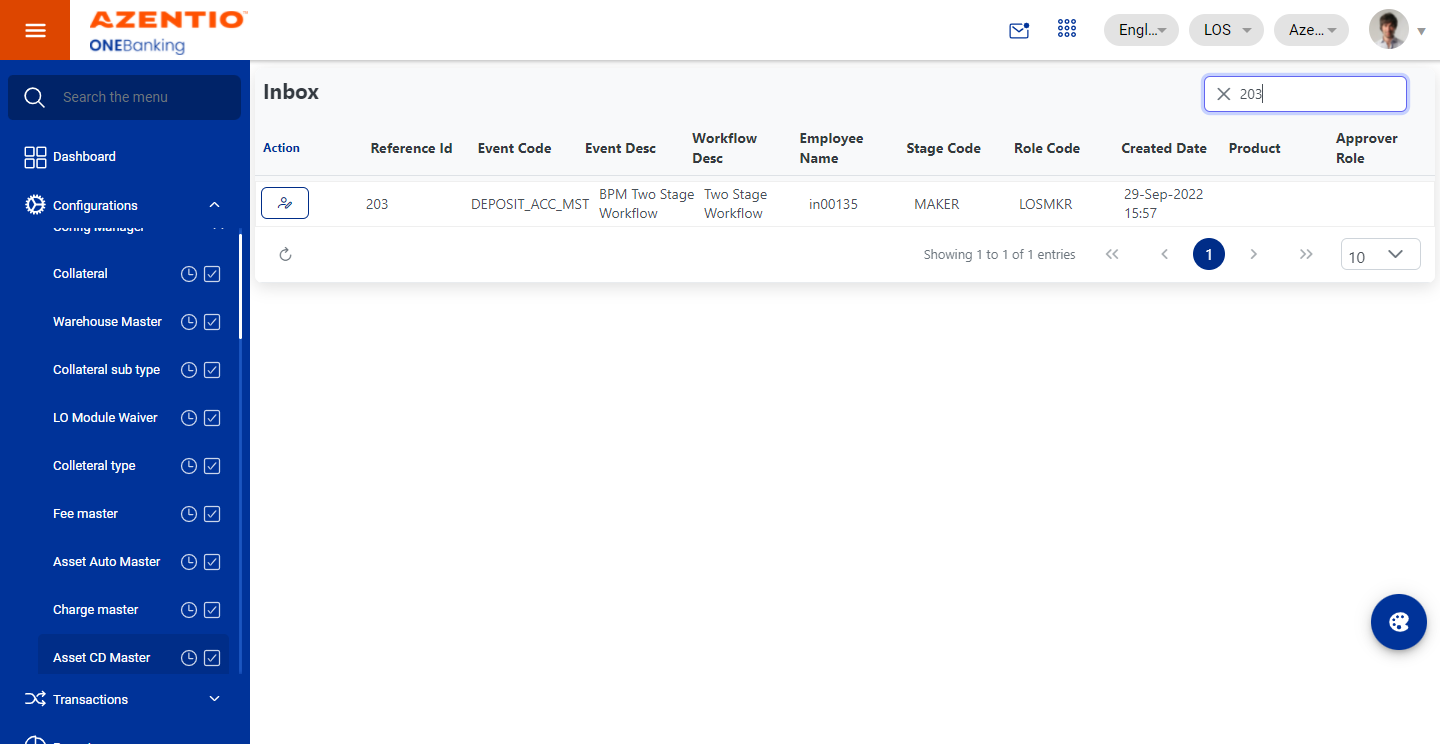 AZENTIO™
ONEBanking
Engl...
LOS
Aze...
Search the menu
Dashboard
Configurations
Config Manager
Collateral
Warehouse Master
Collateral sub type
LO Module Waiver
Colleteral type
Fee master
Asset Auto Master
Charge master
Asset CD Master
Transactions
Inbox
203
Action
Reference Id
Event Code
Event Desc
Workflow Desc
Employee Name
Stage Code
Role Code
Created Date
Product
Approver Role
203
DEPOSIT_ACC_MST
BPM Two Stage Workflow
Two Stage Workflow
in00135
MAKER
LOSMKR
29-Sep-2022 15:57
Showing 1 to 1 of 1 entries
1
10